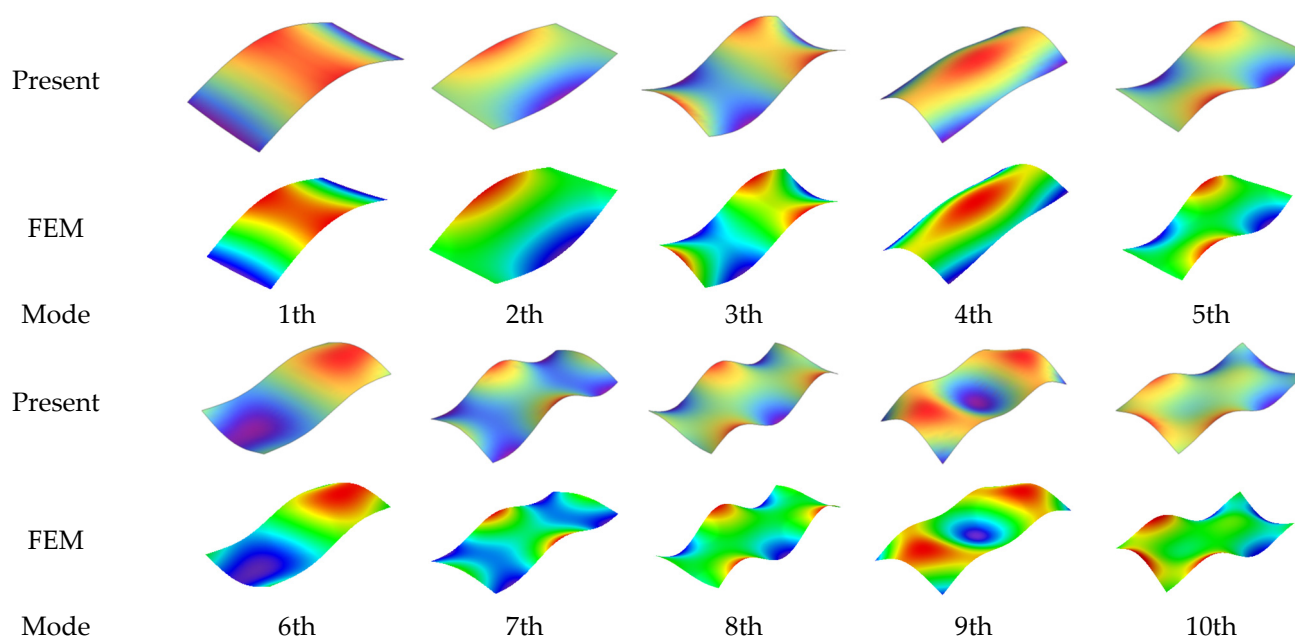 Present
FEM
Mode 1th 2th 3th 4th 5th
Present
FEM
Mode 6th 7th 8th 9th 10th